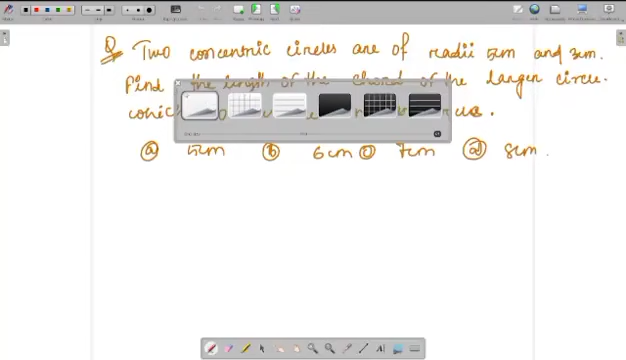 Q Two concentric circles are of radii 5cm and 3cm.
Find the length of the chord of the larger circle
which
(a) 5cm (b) 6cm (c) 7cm (d) 8cm.